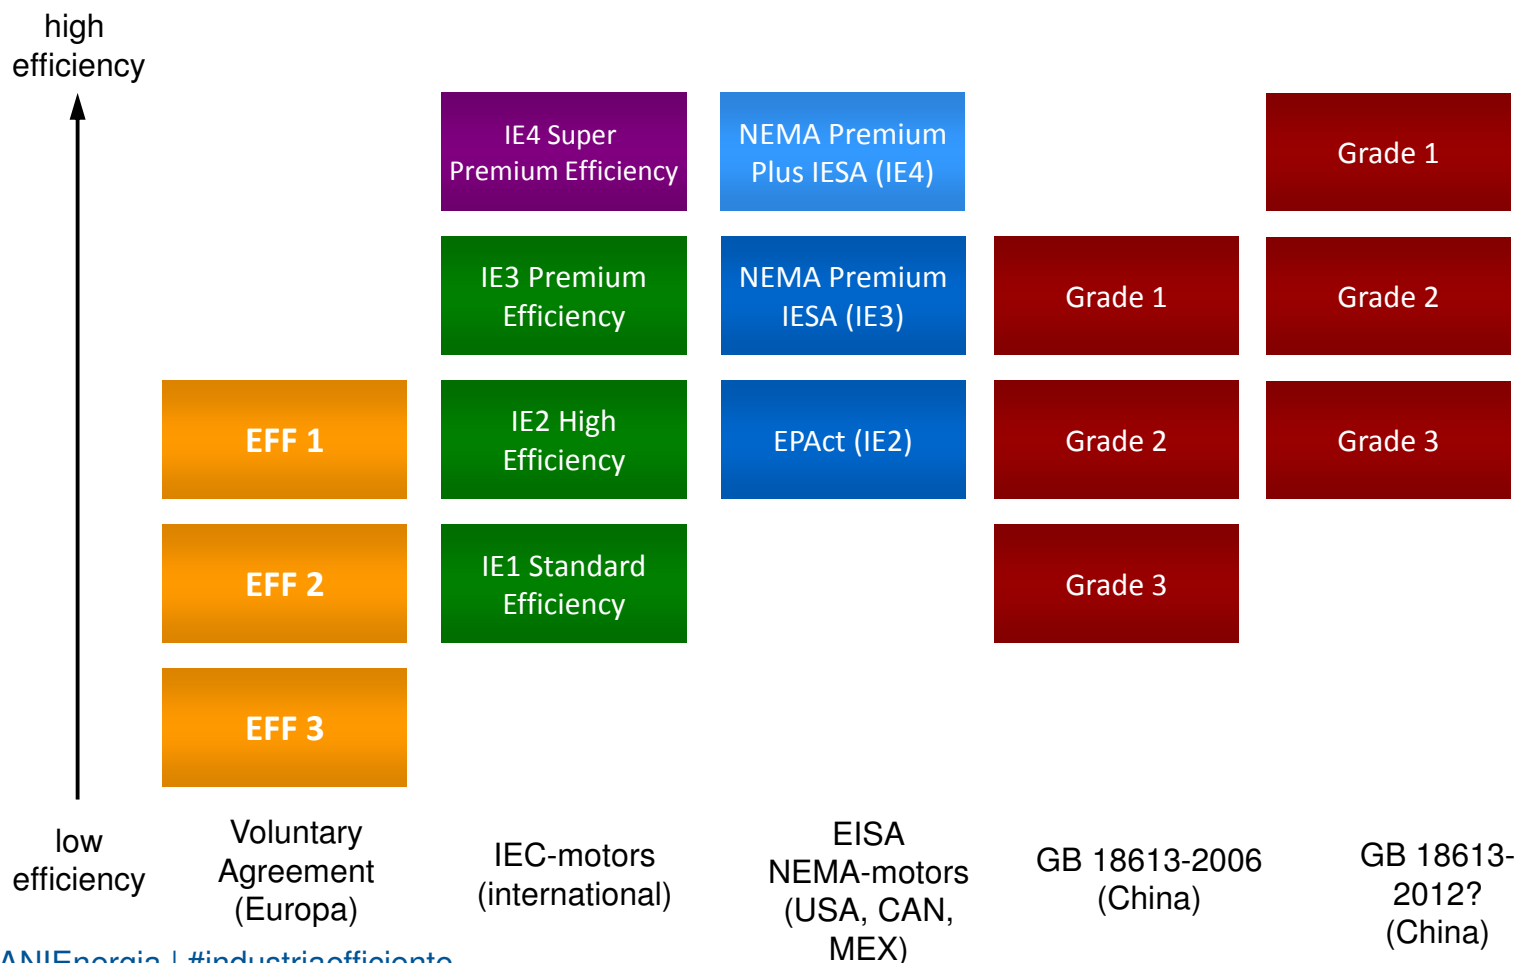 high
efficiency
IE4 Super
Premium Efficiency
NEMA Premium
Plus IESA (IE4)
Grade 1
IE3 Premium
Efficiency
NEMA Premium
IESA (IE3)
Grade 1
Grade 2
EFF 1
IE2 High
Efficiency
EPAct (IE2)
Grade 2
Grade 3
EFF 2
IE1 Standard
Efficiency
Grade 3
EFF 3
low
efficiency
Voluntary
Agreement
(Europa)
IEC-motors
(international)
EISA
NEMA-motors
(USA, CAN,
MEX)
GB 18613-2006
(China)
GB 18613-
2012?
(China)
ANIEnergia | #industriaefficiente